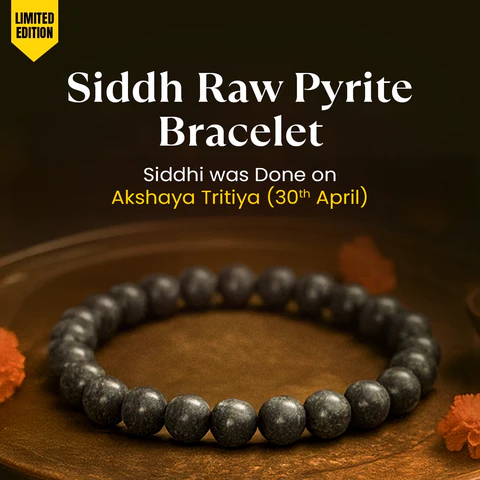 LIMITED
EDITION
Siddh Raw Pyrite
Bracelet
Siddhi was Done on
Akshaya Tritiya (30th April)